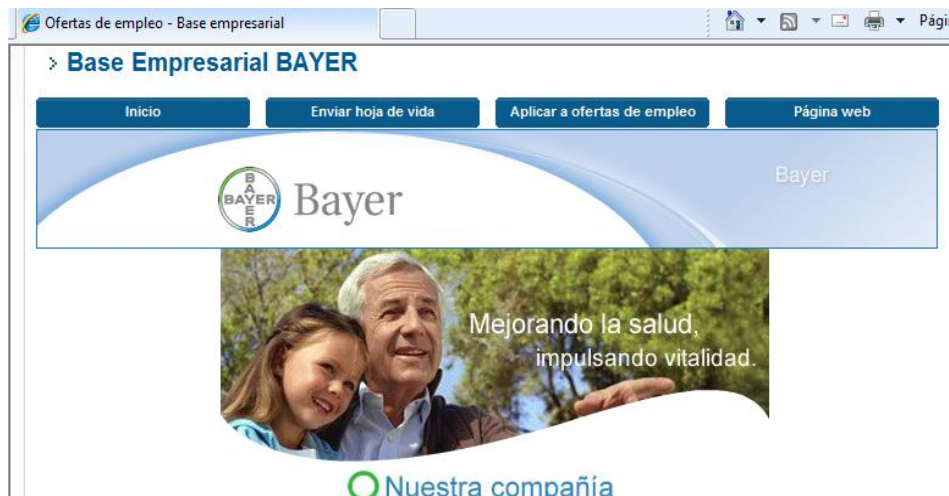 Ofertas de empleo - Base empresarial
Base Empresarial BAYER
Inicio
Enviar hoja de vida
Aplicar a ofertas de empleo
Página web
BAYER
BAYER
Bayer
Bayer
Mejorando la salud,
impulsando vitalidad.
Nuestra compañía